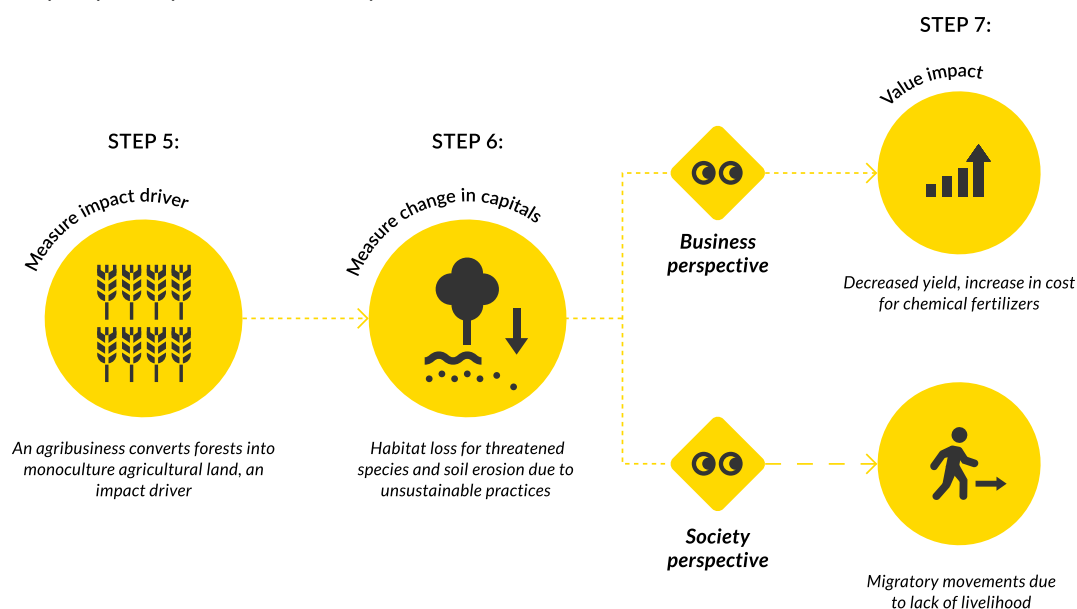 STEP 5:
Measure impact driver
An agribusiness converts forests into
monoculture agricultural land, an
impact driver
STEP 6:
Measure change in capitals
Habitat loss for threatened
species and soil erosion due to
unsustainable practices
Business
perspective
Society
perspective
STEP 7:
Value impact
Decreased yield, increase in cost
for chemical fertilizers
Migratory movements due
to lack of livelihood